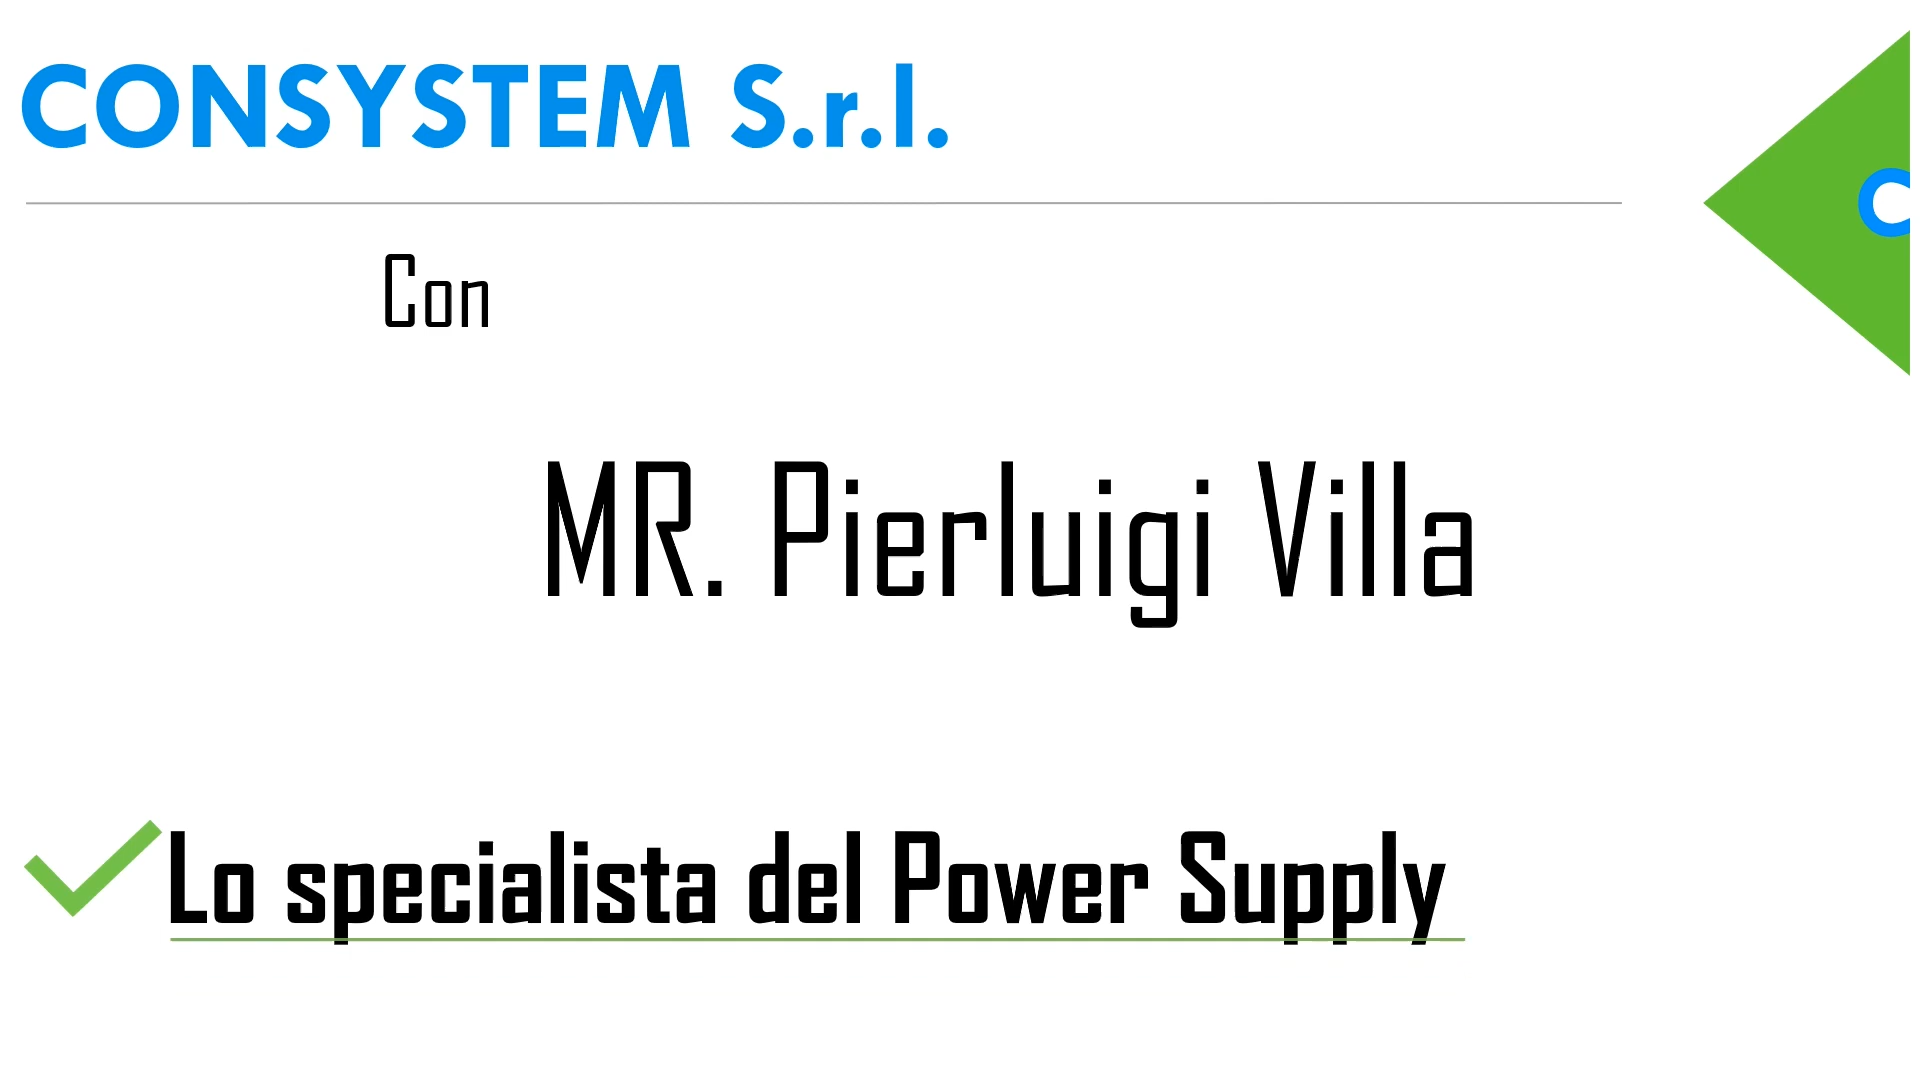 CONSYSTEM S.r.l.
C
Con
MR. Pierluigi Villa
Lo specialista del Power Supply